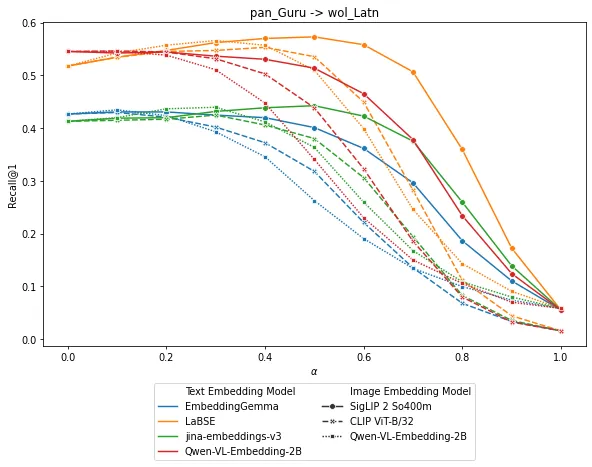 pan_Guru -> wol_Latn
0.6
0.5
0.4
0.3
0.2
0.1
0.0
Recall@1
0.0 0.2 0.4 0.6 0.8 1.0
α
Text Embedding Model Image Embedding Model
EmbeddingGemma SigLIP 2 So400m
LaBSE CLIP ViT-B/32
jina-embeddings-v3 Qwen-VL-Embedding-2B
Qwen-VL-Embedding-2B